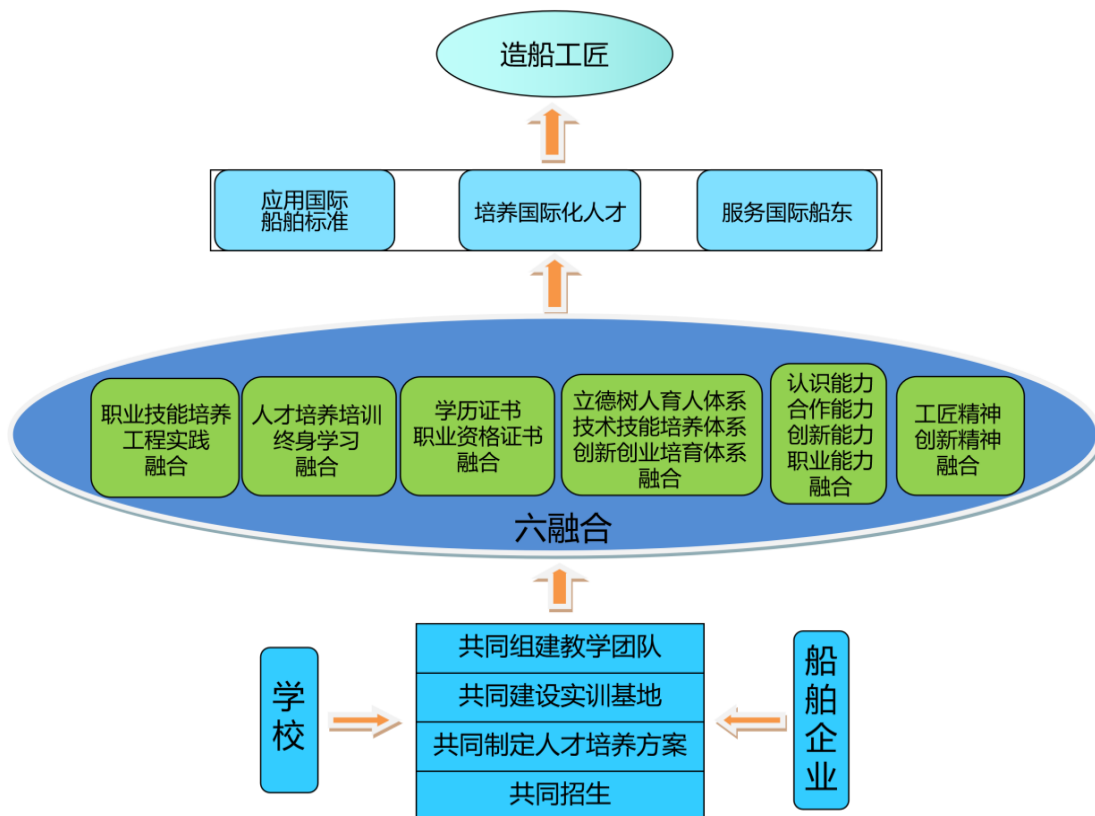 造船工匠
应用国际
船舶标准
培养国际化人才
服务国际船东
职业技能培养
工程实践
融合
人才培养培训
终身学习
融合
学历证书
职业资格证书
融合
立德树人育人体系
技术技能培养体系
创新创业培育体系
融合
认识能力
合作能力
创新能力
职业能力
融合
工匠精神
创新精神
融合
六融合
学校
共同组建教学团队
共同建设实训基地
共同制定人才培养方案
共同招生
船舶企业